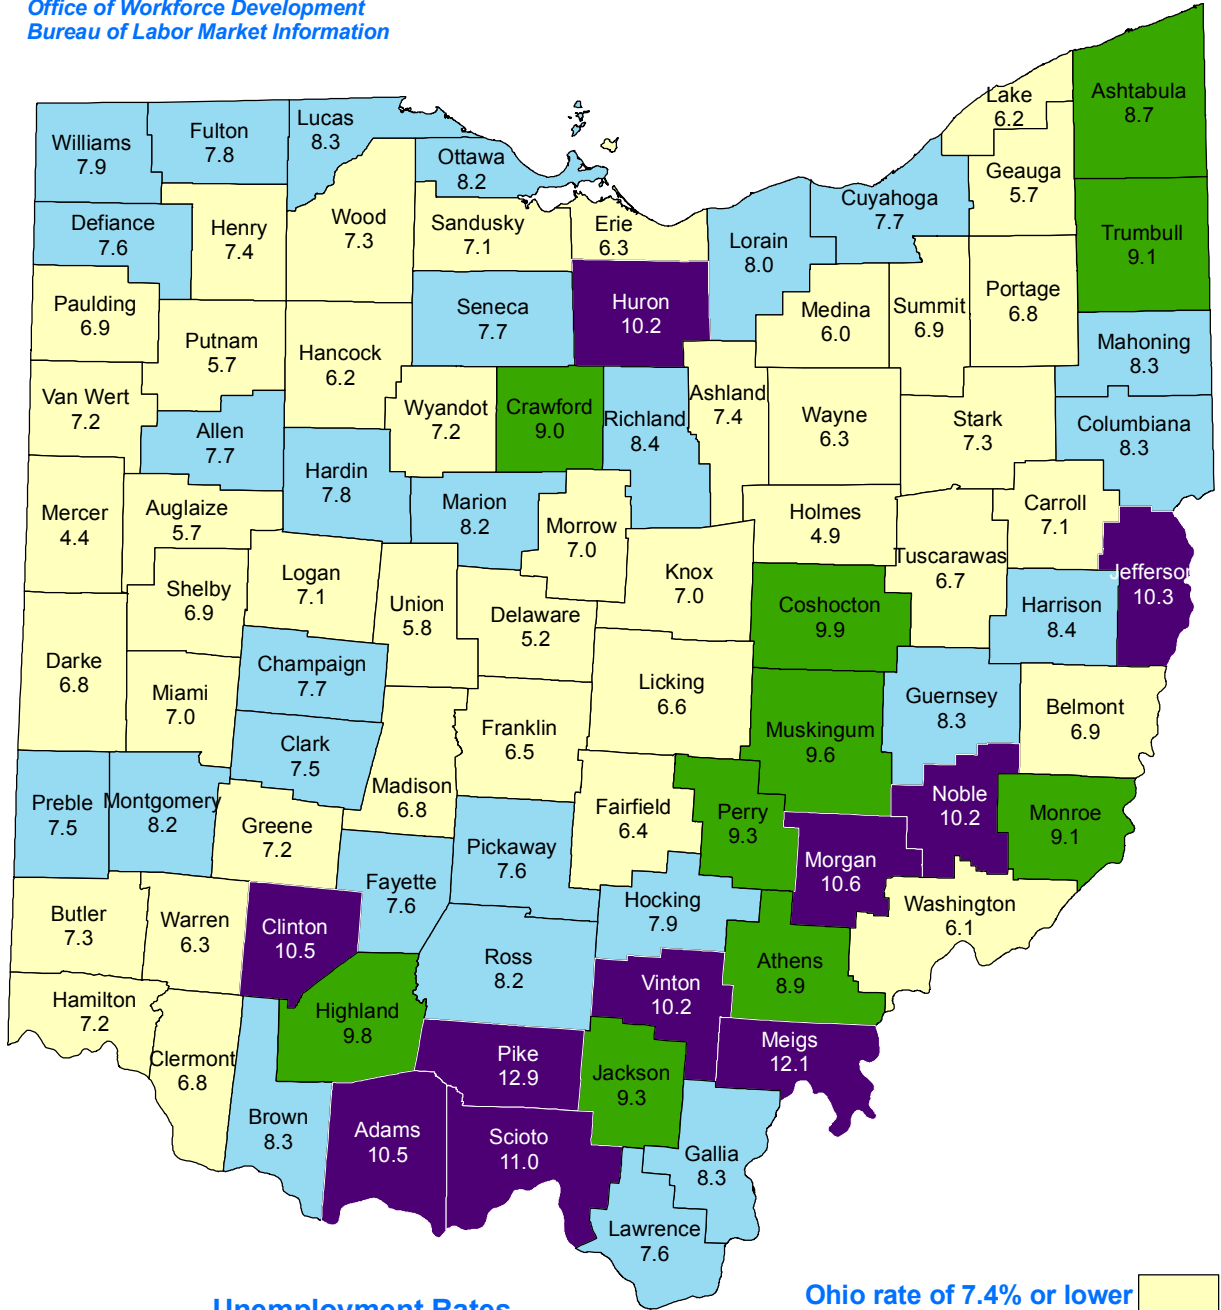 Office of Workforce Development
Bureau of Labor Market Information
Lake
6.2
Ashtabula
8.7
Williams
7.9
Fulton
7.8
Lucas
8.3
Ottawa
8.2
Geauga
5.7
Cuyahoga
7.7
Defiance
7.6
Henry
7.4
Wood
7.3
Sandusky
7.1
Erie
6.3
Lorain
8.0
Trumbull
9.1
Paulding
6.9
Seneca
7.7
Huron
10.2
Medina
6.0
Summit
6.9
Portage
6.8
Putnam
5.7
Hancock
6.2
Mahoning
8.3
Van Wert
7.2
Wyandot
7.2
Crawford
9.0
Richland
8.4
Ashland
7.4
Wayne
6.3
Stark
7.3
Columbiana
8.3
Allen
7.7
Hardin
7.8
Marion
8.2
Mercer
4.4
Auglaize
5.7
Morrow
7.0
Holmes
4.9
Carroll
7.1
Tuscarawas
6.7
Jefferson
10.3
Shelby
6.9
Logan
7.1
Union
5.8
Delaware
5.2
Knox
7.0
Coshocton
9.9
Harrison
8.4
Darke
6.8
Miami
7.0
Champaign
7.7
Licking
6.6
Guernsey
8.3
Belmont
6.9
Clark
7.5
Franklin
6.5
Muskingum
9.6
Madison
6.8
Preble
7.5
Montgomery
8.2
Greene
7.2
Fairfield
6.4
Perry
9.3
Noble
10.2
Monroe
9.1
Pickaway
7.6
Morgan
10.6
Fayette
7.6
Hocking
7.9
Washington
6.1
Butler
7.3
Warren
6.3
Clinton
10.5
Ross
8.2
Vinton
10.2
Athens
8.9
Hamilton
7.2
Highland
9.8
Clermont
6.8
Pike
12.9
Jackson
9.3
Meigs
12.1
Brown
8.3
Adams
10.5
Scioto
11.0
Gallia
8.3
Lawrence
7.6
Unemployment Rates
Ohio rate of 7.4% or lower